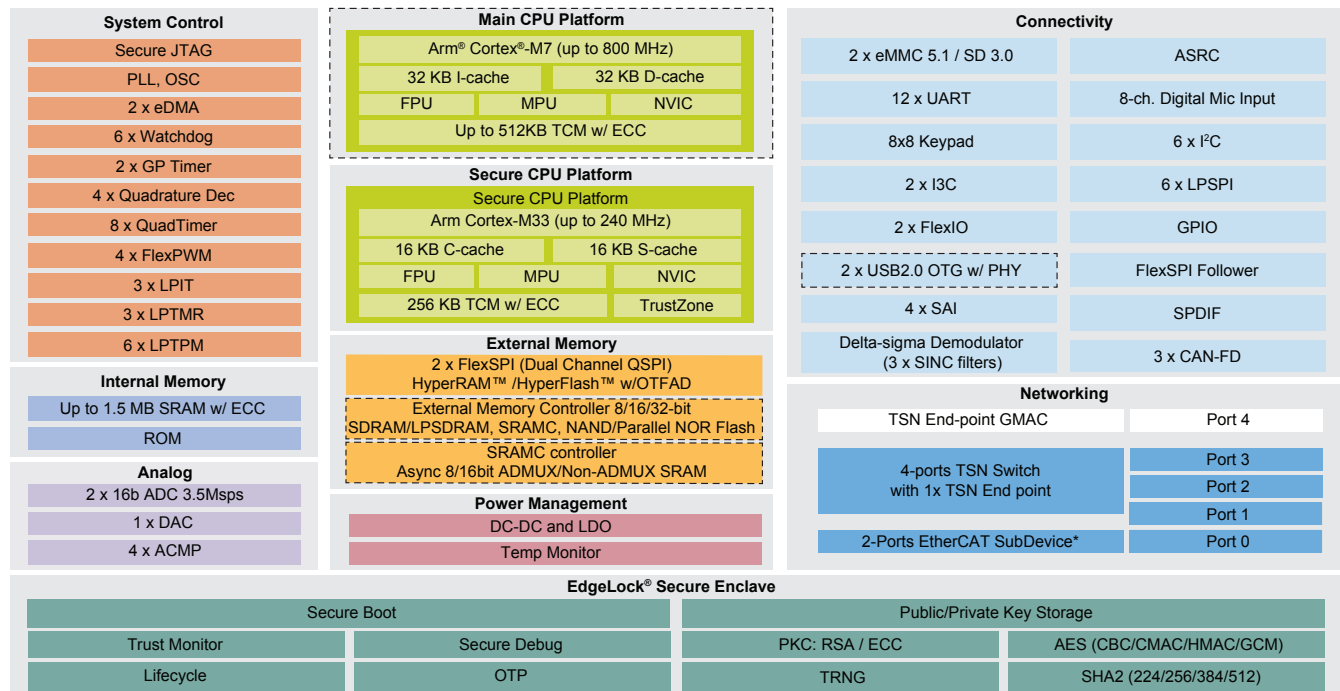 System Control
Secure JTAG
PLL, OSC
2 x eDMA
6 x Watchdog
2 x GP Timer
4 x Quadrature Dec
8 x QuadTimer
4 x FlexPWM
3 x LPIT
3 x LPTMR
6 x LPTPM
Internal Memory
Up to 1.5 MB SRAM w/ ECC
ROM
Analog
2 x 16b ADC 3.5Msps
1 x DAC
4 x ACMP
Main CPU Platform
Arm® Cortex®-M7 (up to 800 MHz)
32 KB I-cache
32 KB D-cache
FPU
MPU
NVIC
Up to 512KB TCM w/ ECC
Secure CPU Platform
Secure CPU Platform
Arm Cortex-M33 (up to 240 MHz)
16 KB C-cache
16 KB S-cache
FPU
MPU
NVIC
256 KB TCM w/ ECC
TrustZone
External Memory
2 x FlexSPI (Dual Channel QSPI)
HyperRAM™ /HyperFlash™ w/OTFAD
External Memory Controller 8/16/32-bit
SDRAM/LPSDRAM, SRAMC, NAND/Parallel NOR Flash
SRAMC controller
Async 8/16bit ADMUX/Non-ADMUX SRAM
Power Management
DC-DC and LDO
Temp Monitor
Connectivity
2 x eMMC 5.1 / SD 3.0
ASRC
12 x UART
8-ch. Digital Mic Input
8x8 Keypad
6 x I²C
2 x I3C
6 x LPSPI
2 x FlexIO
GPIO
2 x USB2.0 OTG w/ PHY
FlexSPI Follower
4 x SAI
SPDIF
Delta-sigma Demodulator
(3 x SINC filters)
3 x CAN-FD
Networking
TSN End-point GMAC
Port 4
4-ports TSN Switch
with 1x TSN End point
Port 3
Port 2
Port 1
2-Ports EtherCAT SubDevice*
Port 0
EdgeLock® Secure Enclave
Secure Boot
Public/Private Key Storage
Trust Monitor
Secure Debug
PKC: RSA / ECC
AES (CBC/CMAC/HMAC/GCM)
Lifecycle
OTP
TRNG
SHA2 (224/256/384/512)